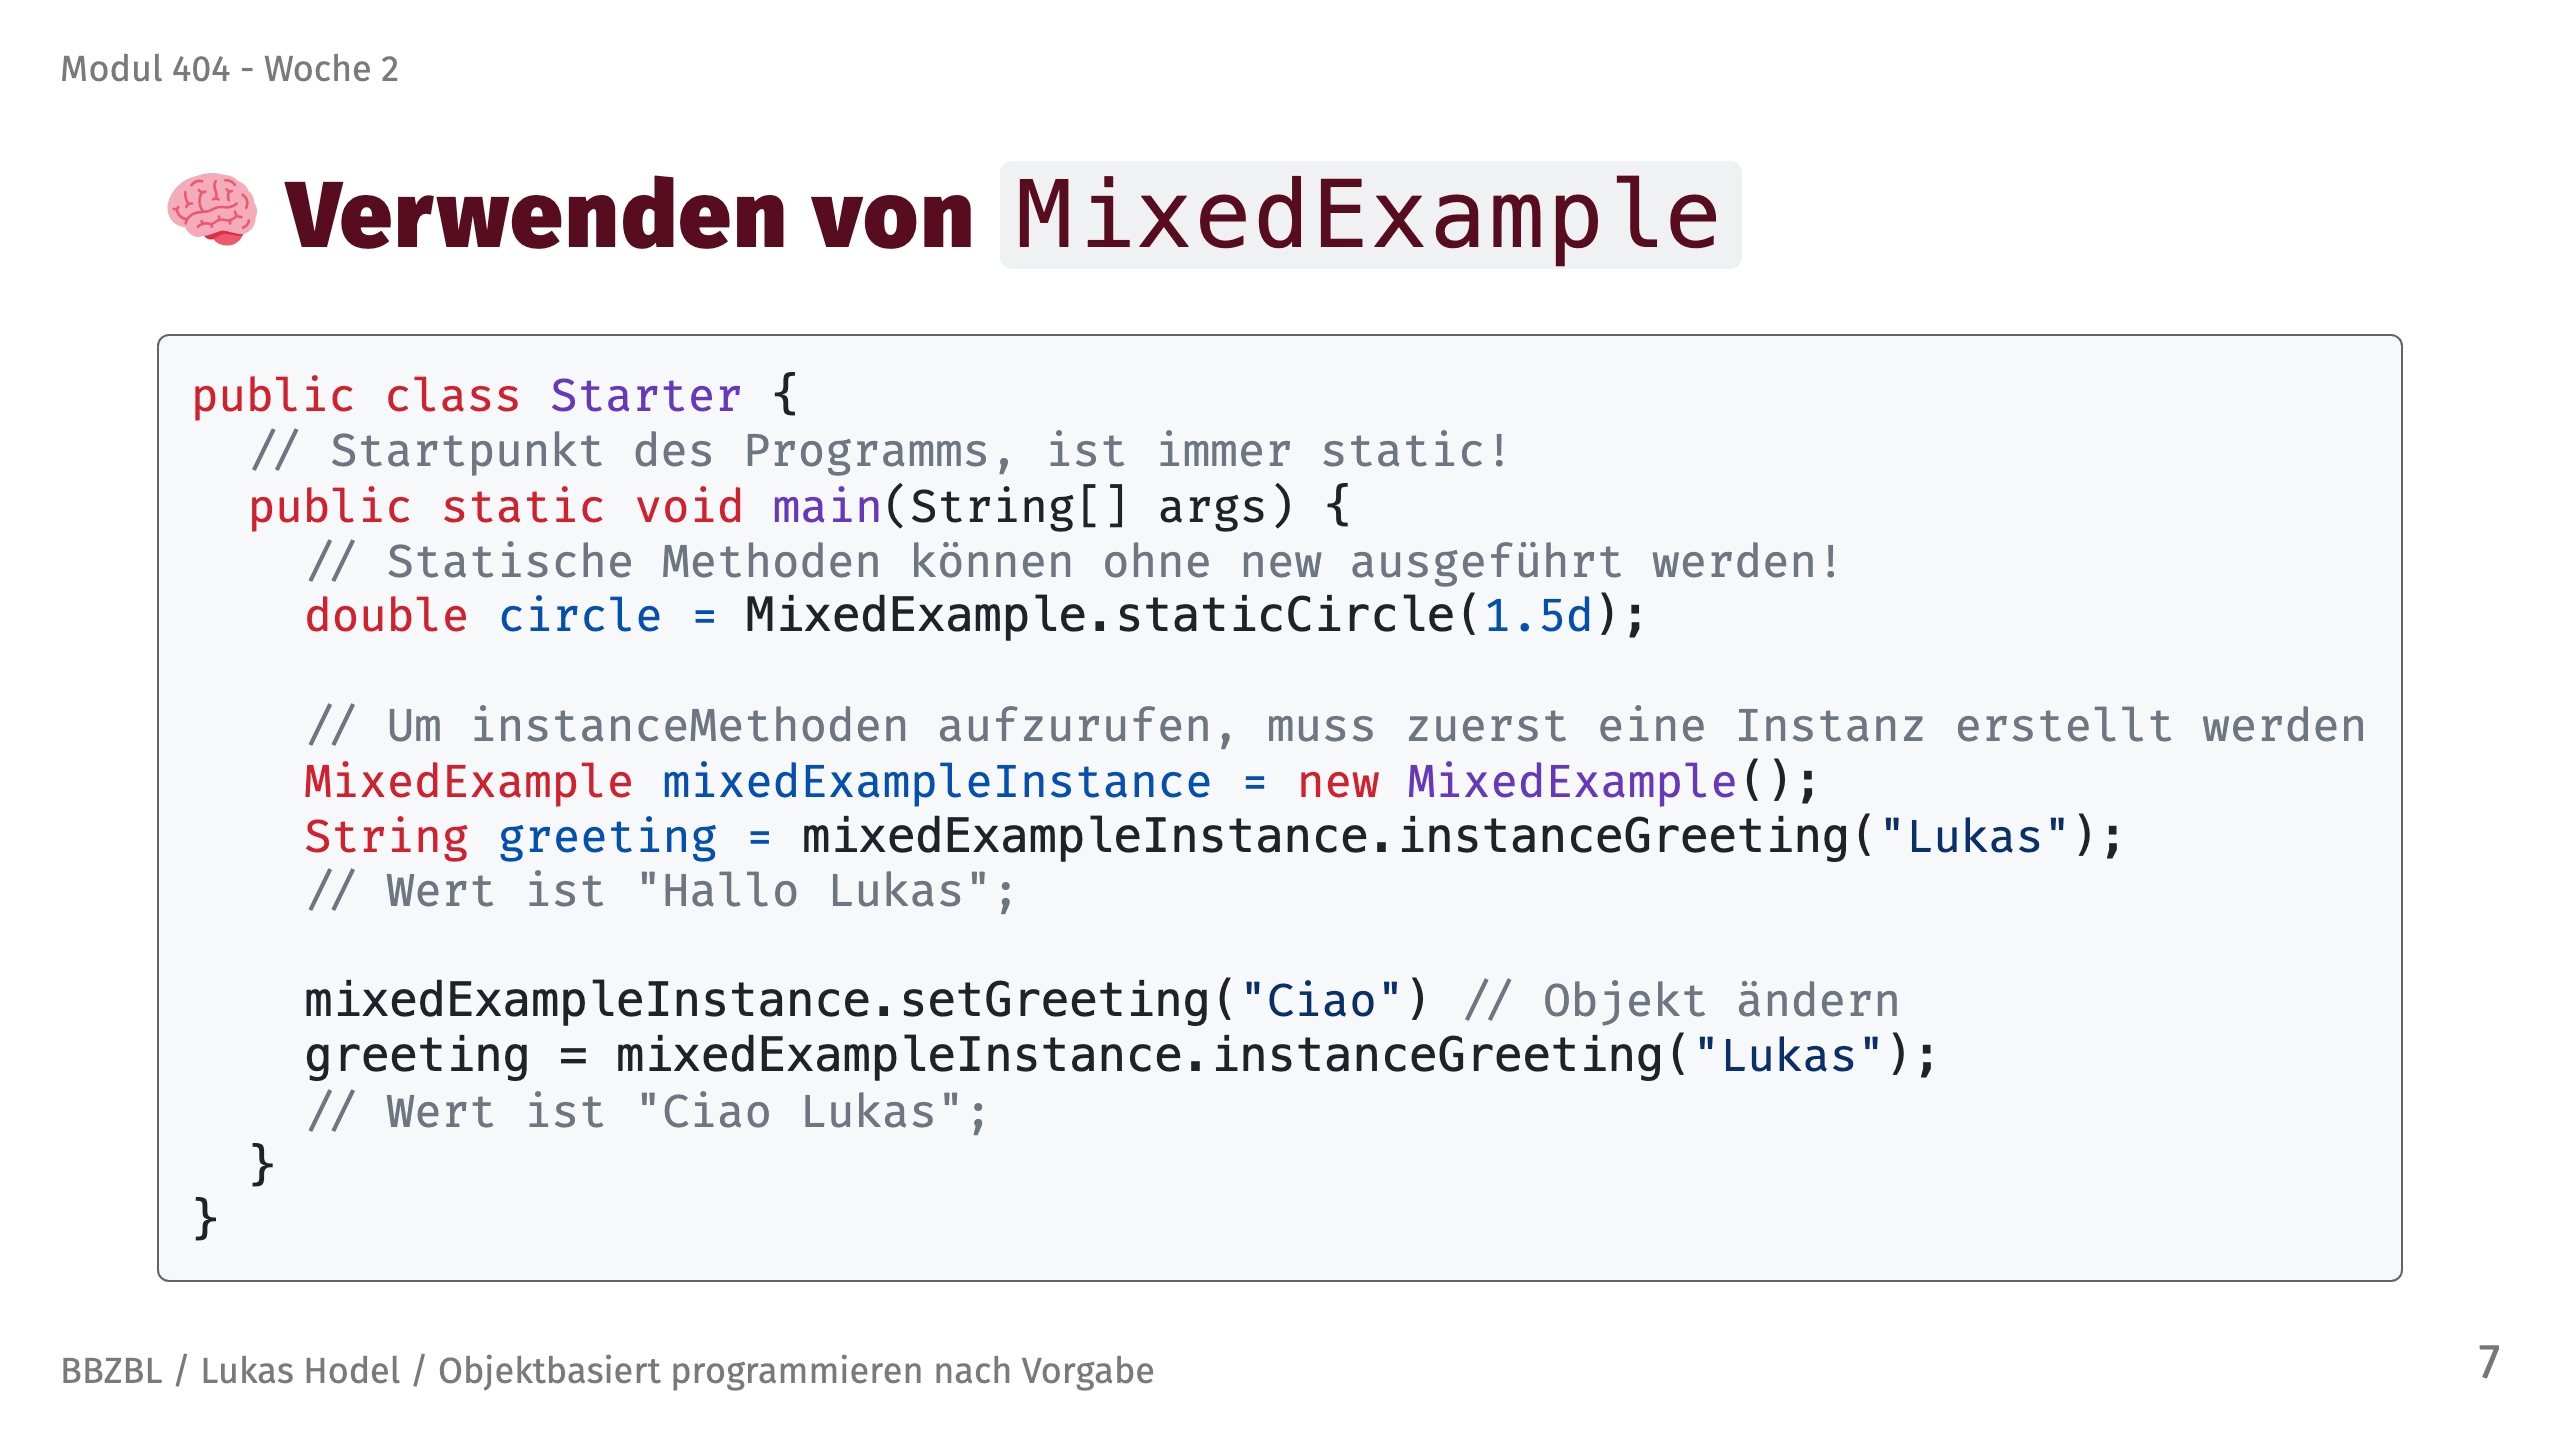 Modul 404 - Woche 2
Verwenden von MixedExample
public class Starter {
  // Startpunkt des Programms, ist immer static!
  public static void main(String[] args) {
    // Statische Methoden können ohne new ausgeführt werden!
    double circle = MixedExample.staticCircle(1.5d);

    // Um instanceMethoden aufzurufen, muss zuerst eine Instanz erstellt werden
    MixedExample mixedExampleInstance = new MixedExample();
    String greeting = mixedExampleInstance.instanceGreeting("Lukas");
    // Wert ist "Hallo Lukas";

    mixedExampleInstance.setGreeting("Ciao") // Objekt ändern
    greeting = mixedExampleInstance.instanceGreeting("Lukas");
    // Wert ist "Ciao Lukas";
  }
}
BBZBL / Lukas Hodel / Objektbasiert programmieren nach Vorgabe
7